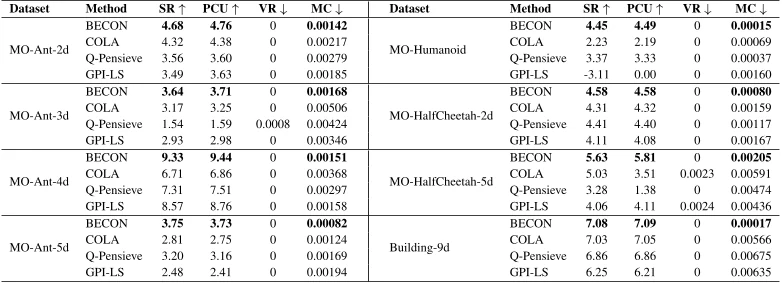 Dataset Method SR ↑ PCU ↑ VR ↓ MC ↓ Dataset Method SR ↑ PCU ↑ VR ↓ MC ↓
BECON 4.68 4.76 0 0.00142 BECON 4.45 4.49 0 0.00015
MO-Ant-2d COLA 4.32 4.38 0 0.00217 MO-Humanoid COLA 2.23 2.19 0 0.00069
Q-Pensieve 3.56 3.60 0 0.00279 Q-Pensieve 3.37 3.33 0 0.00037
GPI-LS 3.49 3.63 0 0.00185 GPI-LS -3.11 0.00 0 0.00160
BECON 3.64 3.71 0 0.00168 BECON 4.58 4.58 0 0.00080
MO-Ant-3d COLA 3.17 3.25 0 0.00506 MO-HalfCheetah-2d COLA 4.31 4.32 0 0.00159
Q-Pensieve 1.54 1.59 0.0008 0.00424 Q-Pensieve 4.41 4.40 0 0.00117
GPI-LS 2.93 2.98 0 0.00346 GPI-LS 4.11 4.08 0 0.00167
BECON 9.33 9.44 0 0.00151 BECON 5.63 5.81 0 0.00205
MO-Ant-4d COLA 6.71 6.86 0 0.00368 MO-HalfCheetah-5d COLA 5.03 3.51 0.0023 0.00591
Q-Pensieve 7.31 7.51 0 0.00297 Q-Pensieve 3.28 1.38 0 0.00474
GPI-LS 8.57 8.76 0 0.00158 GPI-LS 4.06 4.11 0.0024 0.00436
BECON 3.75 3.73 0 0.00082 BECON 7.08 7.09 0 0.00017
MO-Ant-5d COLA 2.81 2.75 0 0.00124 Building-9d COLA 7.03 7.05 0 0.00566
Q-Pensieve 3.20 3.16 0 0.00169 Q-Pensieve 6.86 6.86 0 0.00675
GPI-LS 2.48 2.41 0 0.00194 GPI-LS 6.25 6.21 0 0.00635